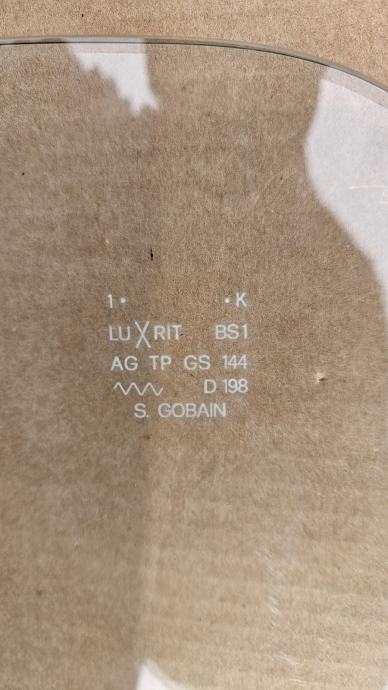 1• •K
LUXRIT BS1
AG TP GS 144
D 198
S. GOBAIN